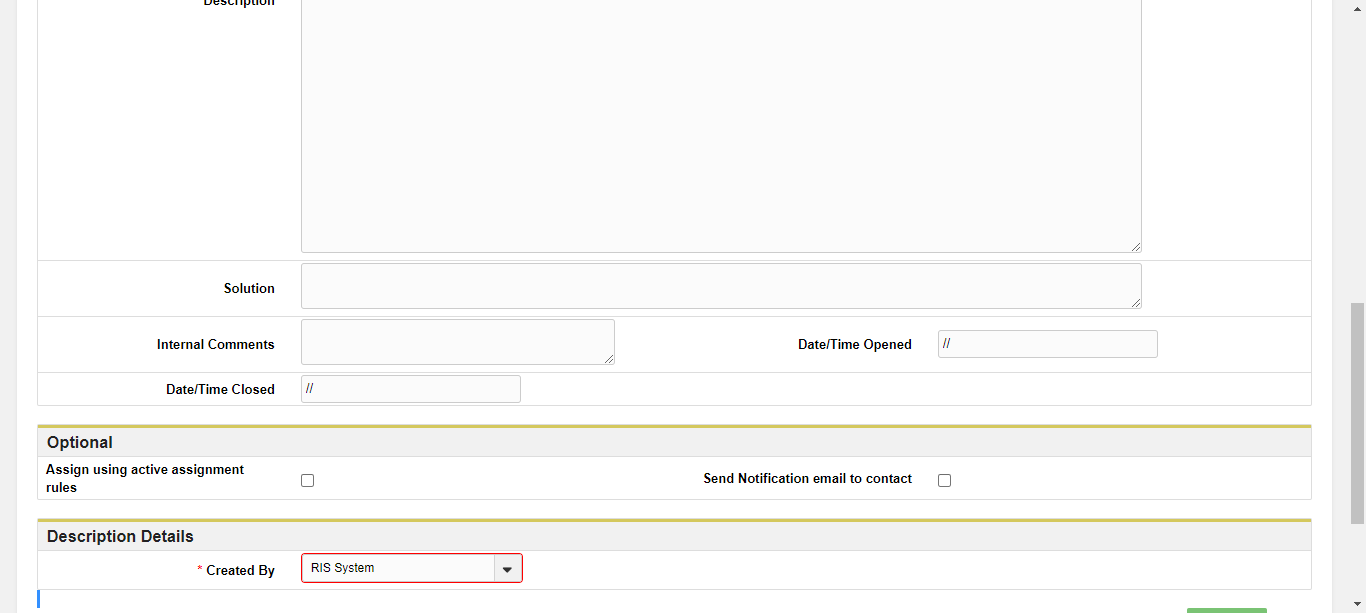 Description
Solution
Internal Comments
Date/Time Opened
//
Date/Time Closed
//
Optional
Assign using active assignment
rules
Send Notification email to contact
Description Details
* Created By
RIS System